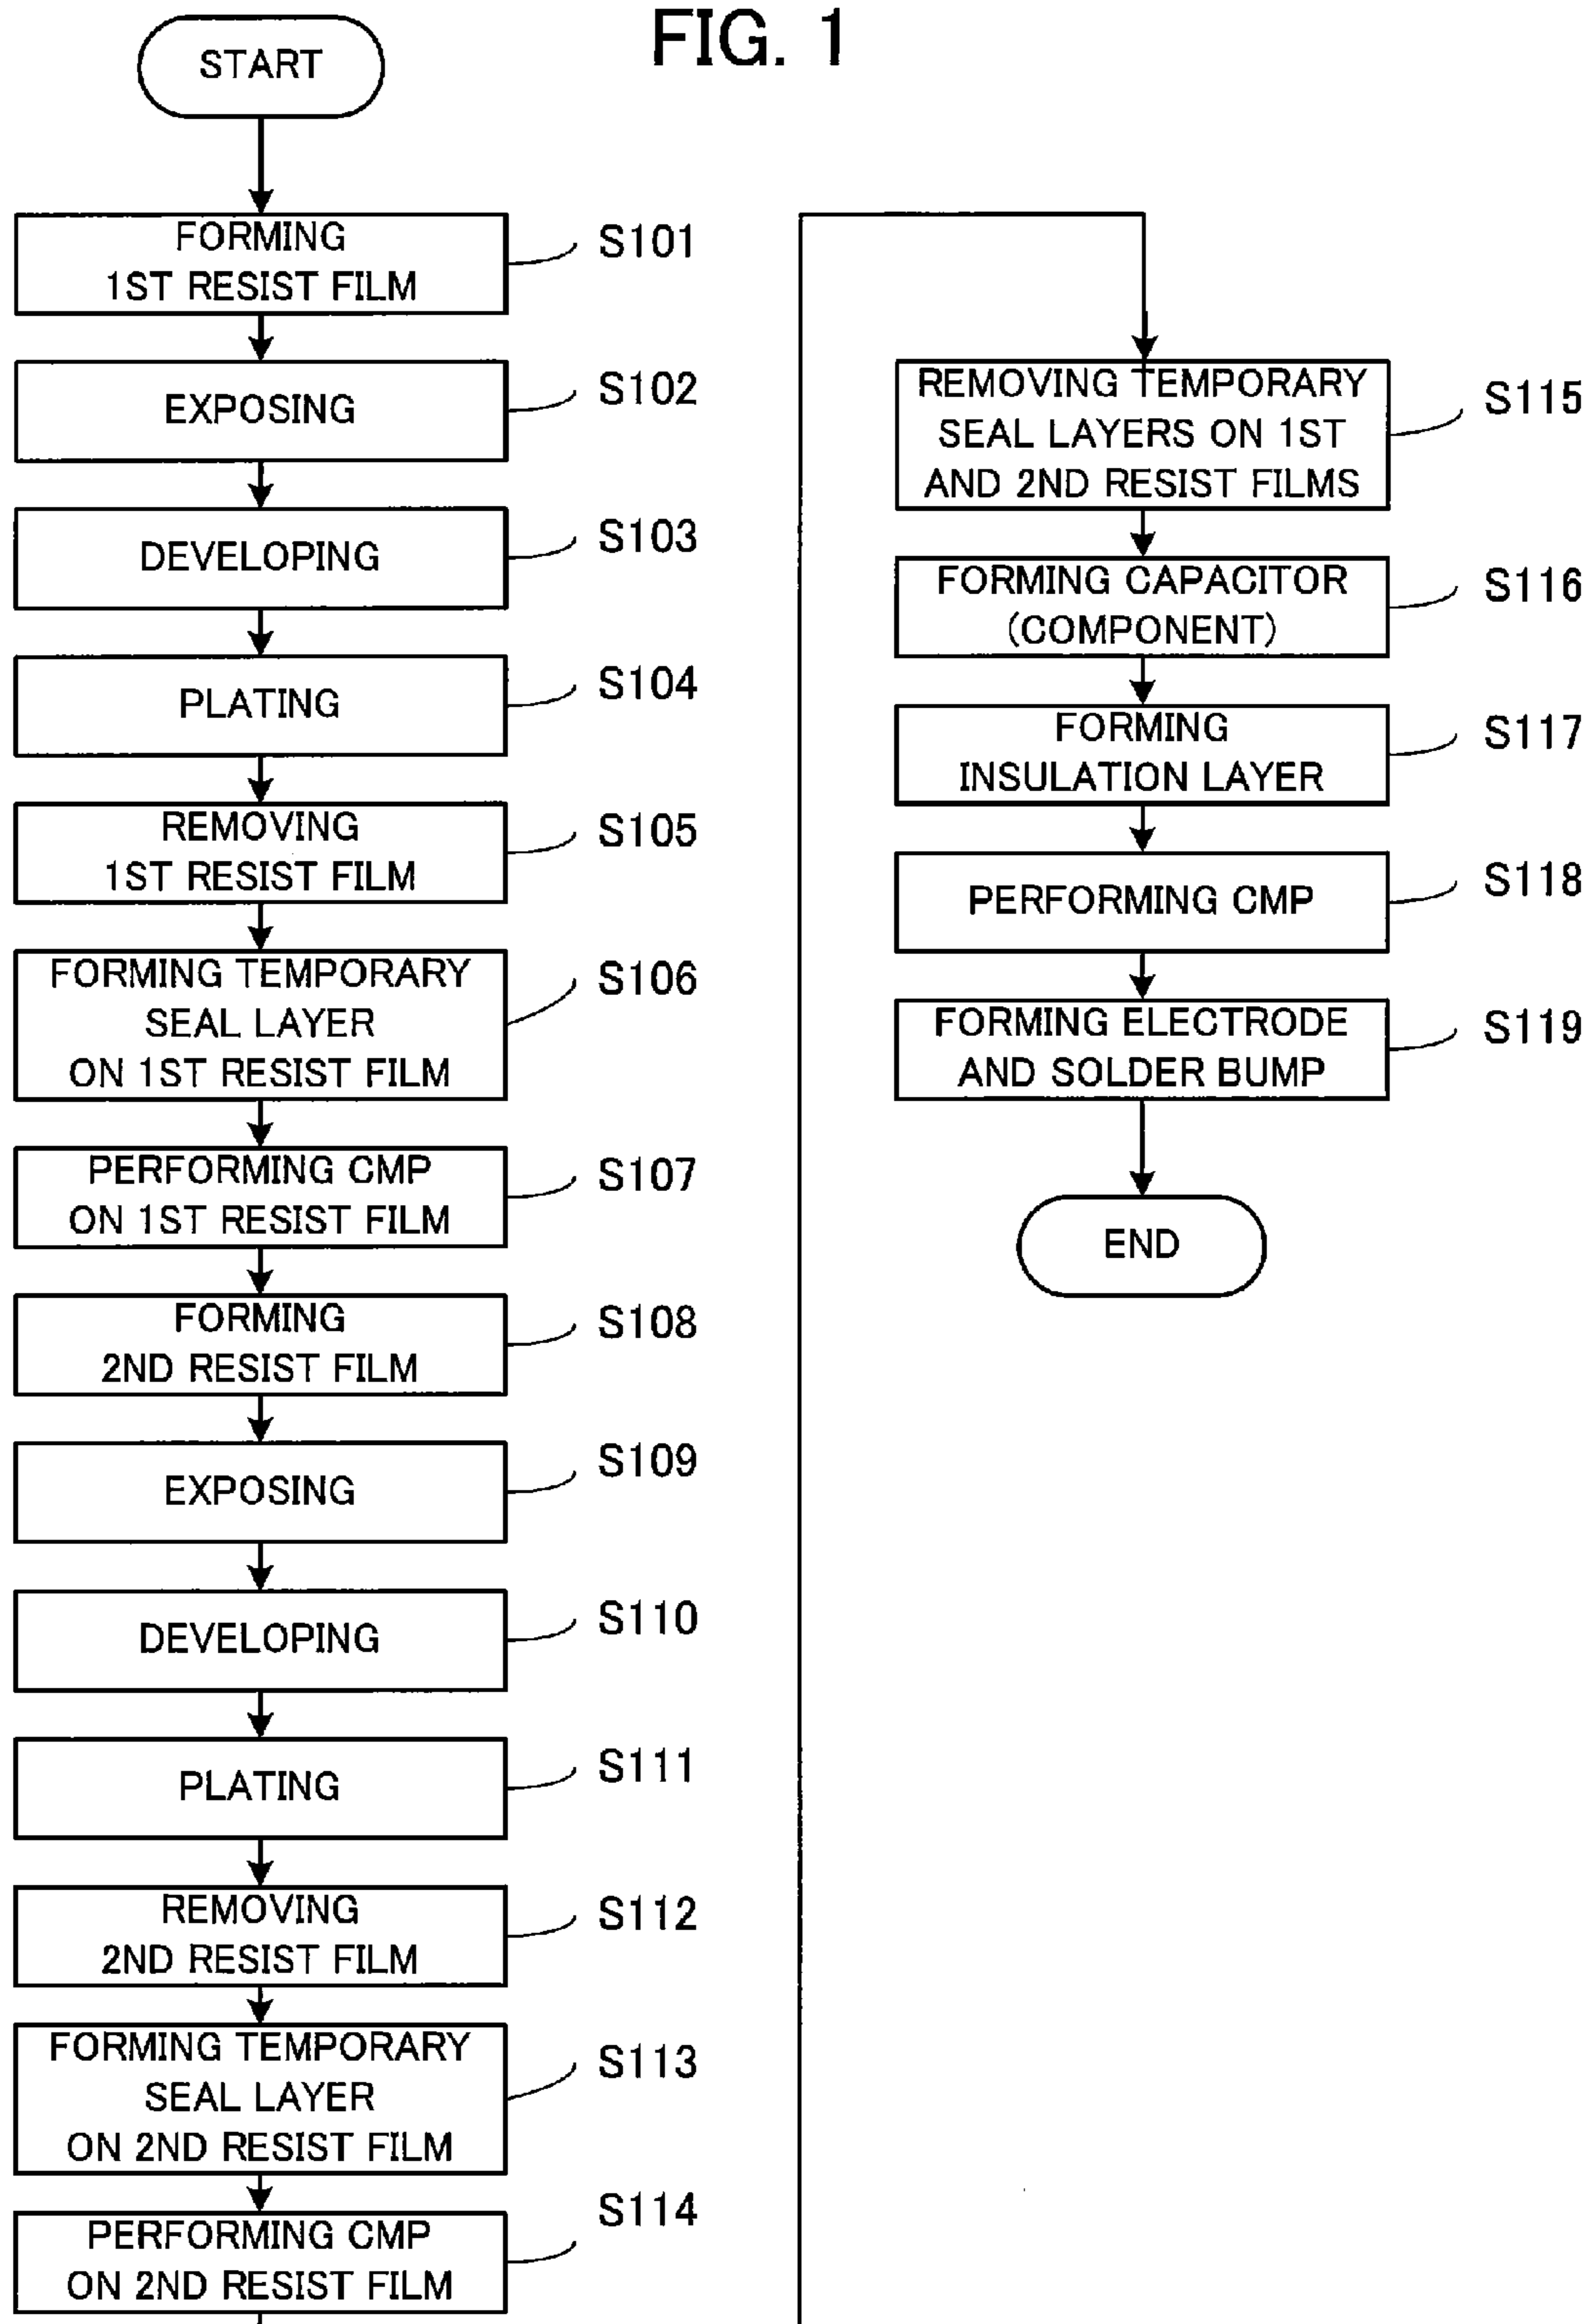 FIG. 1
START
FORMING
1ST RESIST FILM
S101
EXPOSING
S102
DEVELOPING
S103
PLATING
S104
REMOVING
1ST RESIST FILM
S105
FORMING TEMPORARY
SEAL LAYER
ON 1ST RESIST FILM
S106
PERFORMING CMP
ON 1ST RESIST FILM
S107
FORMING
2ND RESIST FILM
S108
EXPOSING
S109
DEVELOPING
S110
PLATING
S111
REMOVING
2ND RESIST FILM
S112
FORMING TEMPORARY
SEAL LAYER
ON 2ND RESIST FILM
S113
PERFORMING CMP
ON 2ND RESIST FILM
S114
REMOVING TEMPORARY
SEAL LAYERS ON 1ST
AND 2ND RESIST FILMS
S115
FORMING CAPACITOR
(COMPONENT)
S116
FORMING
INSULATION LAYER
S117
PERFORMING CMP
S118
FORMING ELECTRODE
AND SOLDER BUMP
S119
END